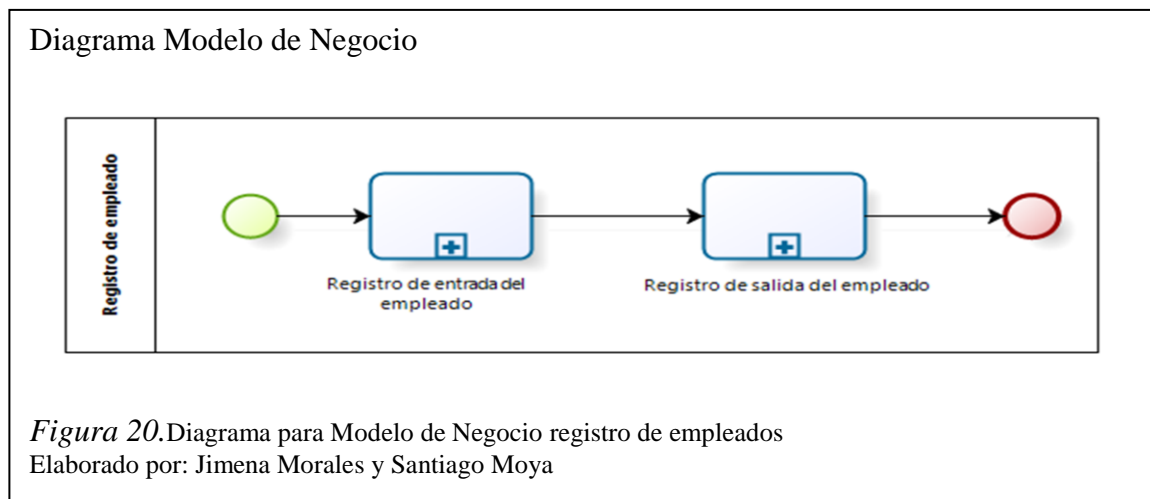 Diagrama Modelo de Negocio
Registro de empleado
Registro de entrada del
empleado
Registro de salida del empleado
Figura 20.Diagrama para Modelo de Negocio registro de empleados
Elaborado por: Jimena Morales y Santiago Moya